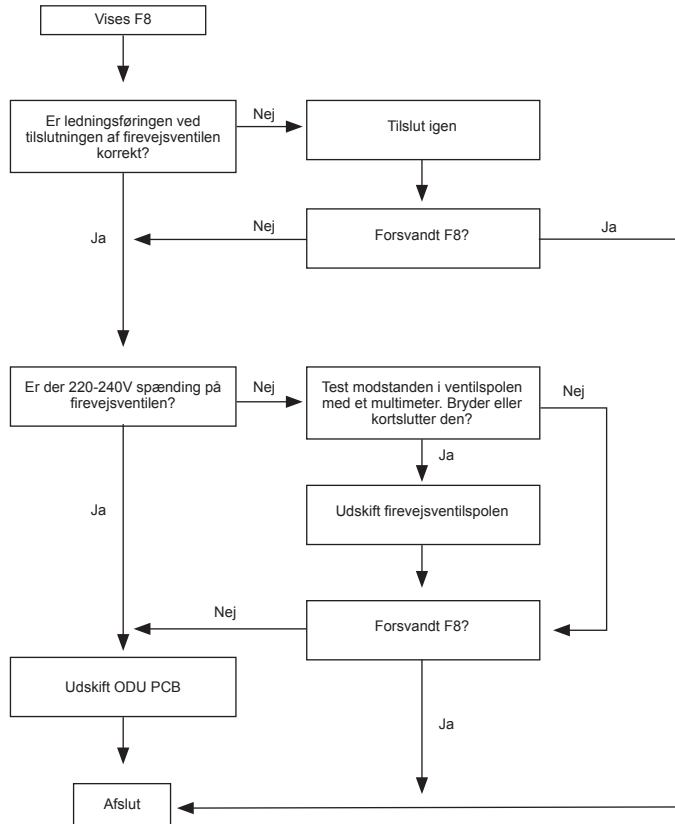 Vises F8
Er ledningsføringen ved
tilslutningen af firevejsventilen
korrekt?
Nej
Tilslut igen
Ja
Nej
Forsvandt F8?
Ja
Er der 220-240V spænding på
firevejsventilen?
Nej
Test modstanden i ventilspolen
med et multimeter. Bryder eller
kortslutter den?
Nej
Ja
Ja
Udskift firevejsventilspolen
Nej
Forsvandt F8?
Udskift ODU PCB
Ja
Afslut